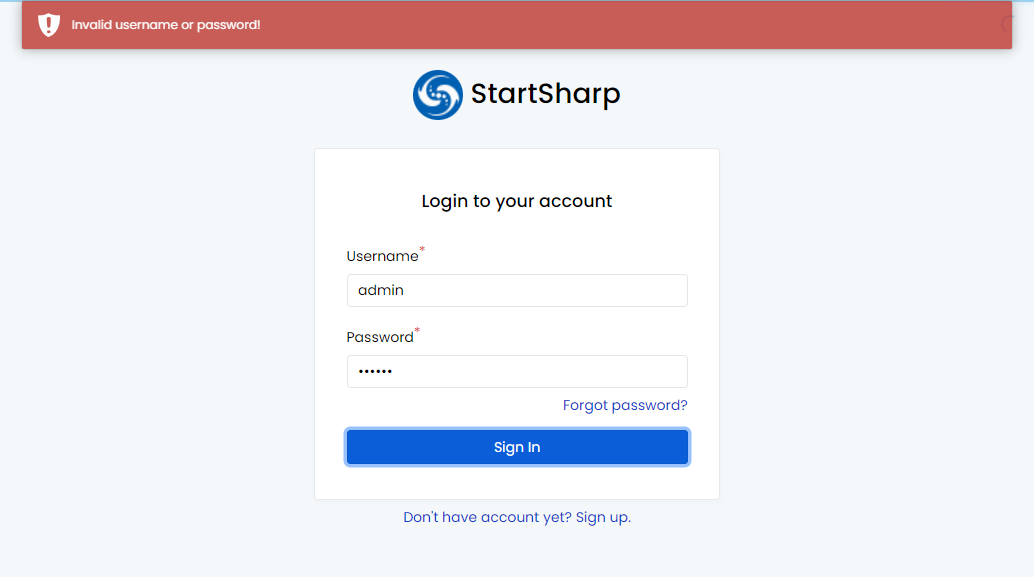 Invalid username or password!
StartSharp
Login to your account
Username*
admin
Password*
••••••
Forgot password?
Sign In
Don't have account yet? Sign up.